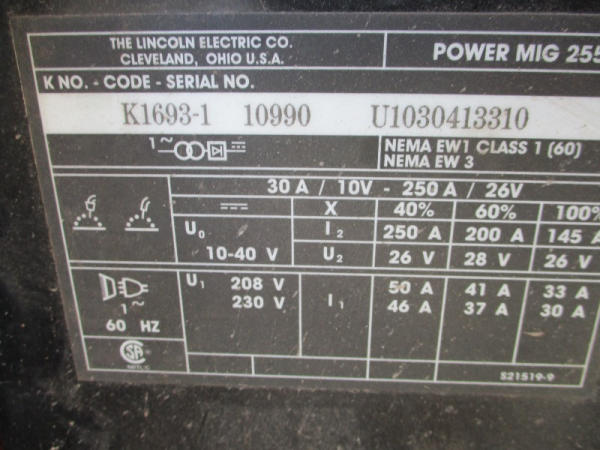 THE LINCOLN ELECTRIC CO.
CLEVELAND, OHIO U.S.A.
POWER MIG 255
K NO. - CODE - SERIAL NO.
K1693-1 10990 U1030413310
1~
NEMA EW1 CLASS 1 (60)
NEMA EW 3
30 A / 10V - 250 A / 26V
X 40% 60% 100%
U0 I2 250 A 200 A 145 A
10-40 V U2 26 V 28 V 26 V
U1 208 V I1 50 A 41 A 33 A
230 V 46 A 37 A 30 A
1~
60 HZ
SA
S21519-9